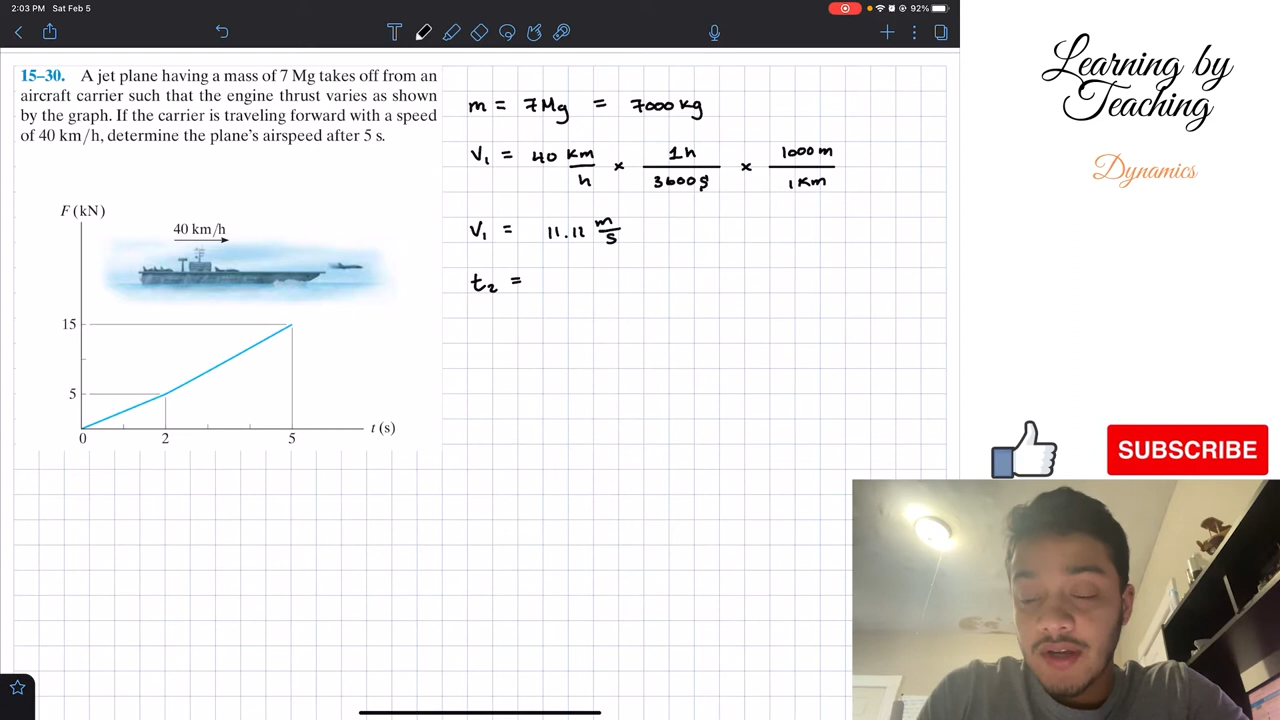 2:03 PM Sat Feb 5
92%
15–30. A jet plane having a mass of 7 Mg takes off from an
aircraft carrier such that the engine thrust varies as shown
by the graph. If the carrier is traveling forward with a speed
of 40 km/h, determine the plane's airspeed after 5 s.
F (kN)
40 km/h
15
5
0
2
5
t (s)
m = 7Mg = 7000 kg
V₁ = 40 km/h × 1h/3600 s × 1000 m/1 Km
V₁ = 11.11 m/s
t₂ =
Learning by
Teaching
Dynamics
SUBSCRIBE